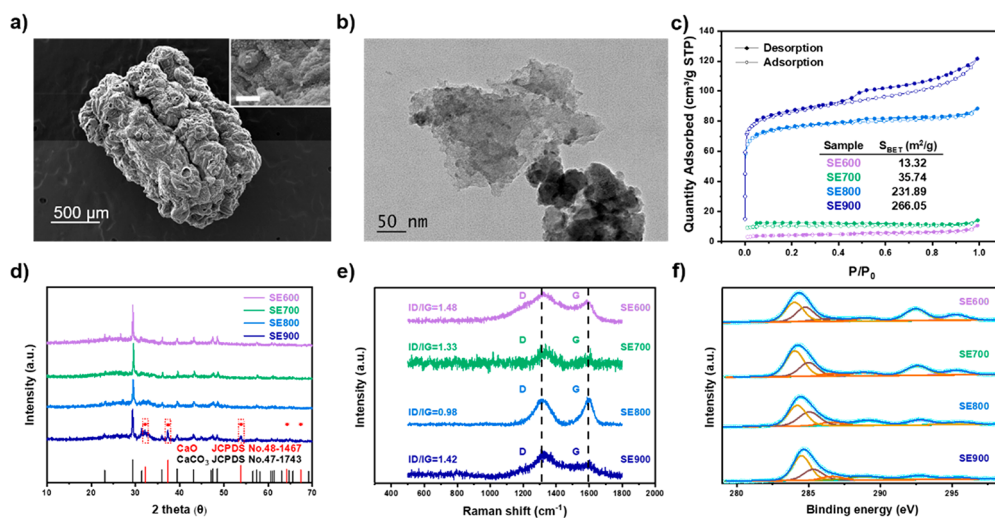 a)
500 µm
b)
50 nm
c)
Quantity Adsorbed (cm³/g STP)
140
120
100
80
60
40
20
0
Desorption
Adsorption
Sample S_BET (m²/g)
SE600 13.32
SE700 35.74
SE800 231.89
SE900 266.05
0.0 0.2 0.4 0.6 0.8 1.0
P/P₀
d)
Intensity (a.u.)
SE600
SE700
SE800
SE900
CaO JCPDS No.48-1467
CaCO₃ JCPDS No.47-1743
10 20 30 40 50 60 70
2 theta (θ)
e)
Intensity (a.u.)
D G
ID/IG=1.48 SE600
D G
ID/IG=1.33 SE700
D G
ID/IG=0.98 SE800
D G
ID/IG=1.42 SE900
400 600 800 1000 1200 1400 1600 1800 2000
Raman shift (cm⁻¹)
f)
Intensity (a.u.)
SE600
SE700
SE800
SE900
280 285 290 295
Binding energy (eV)